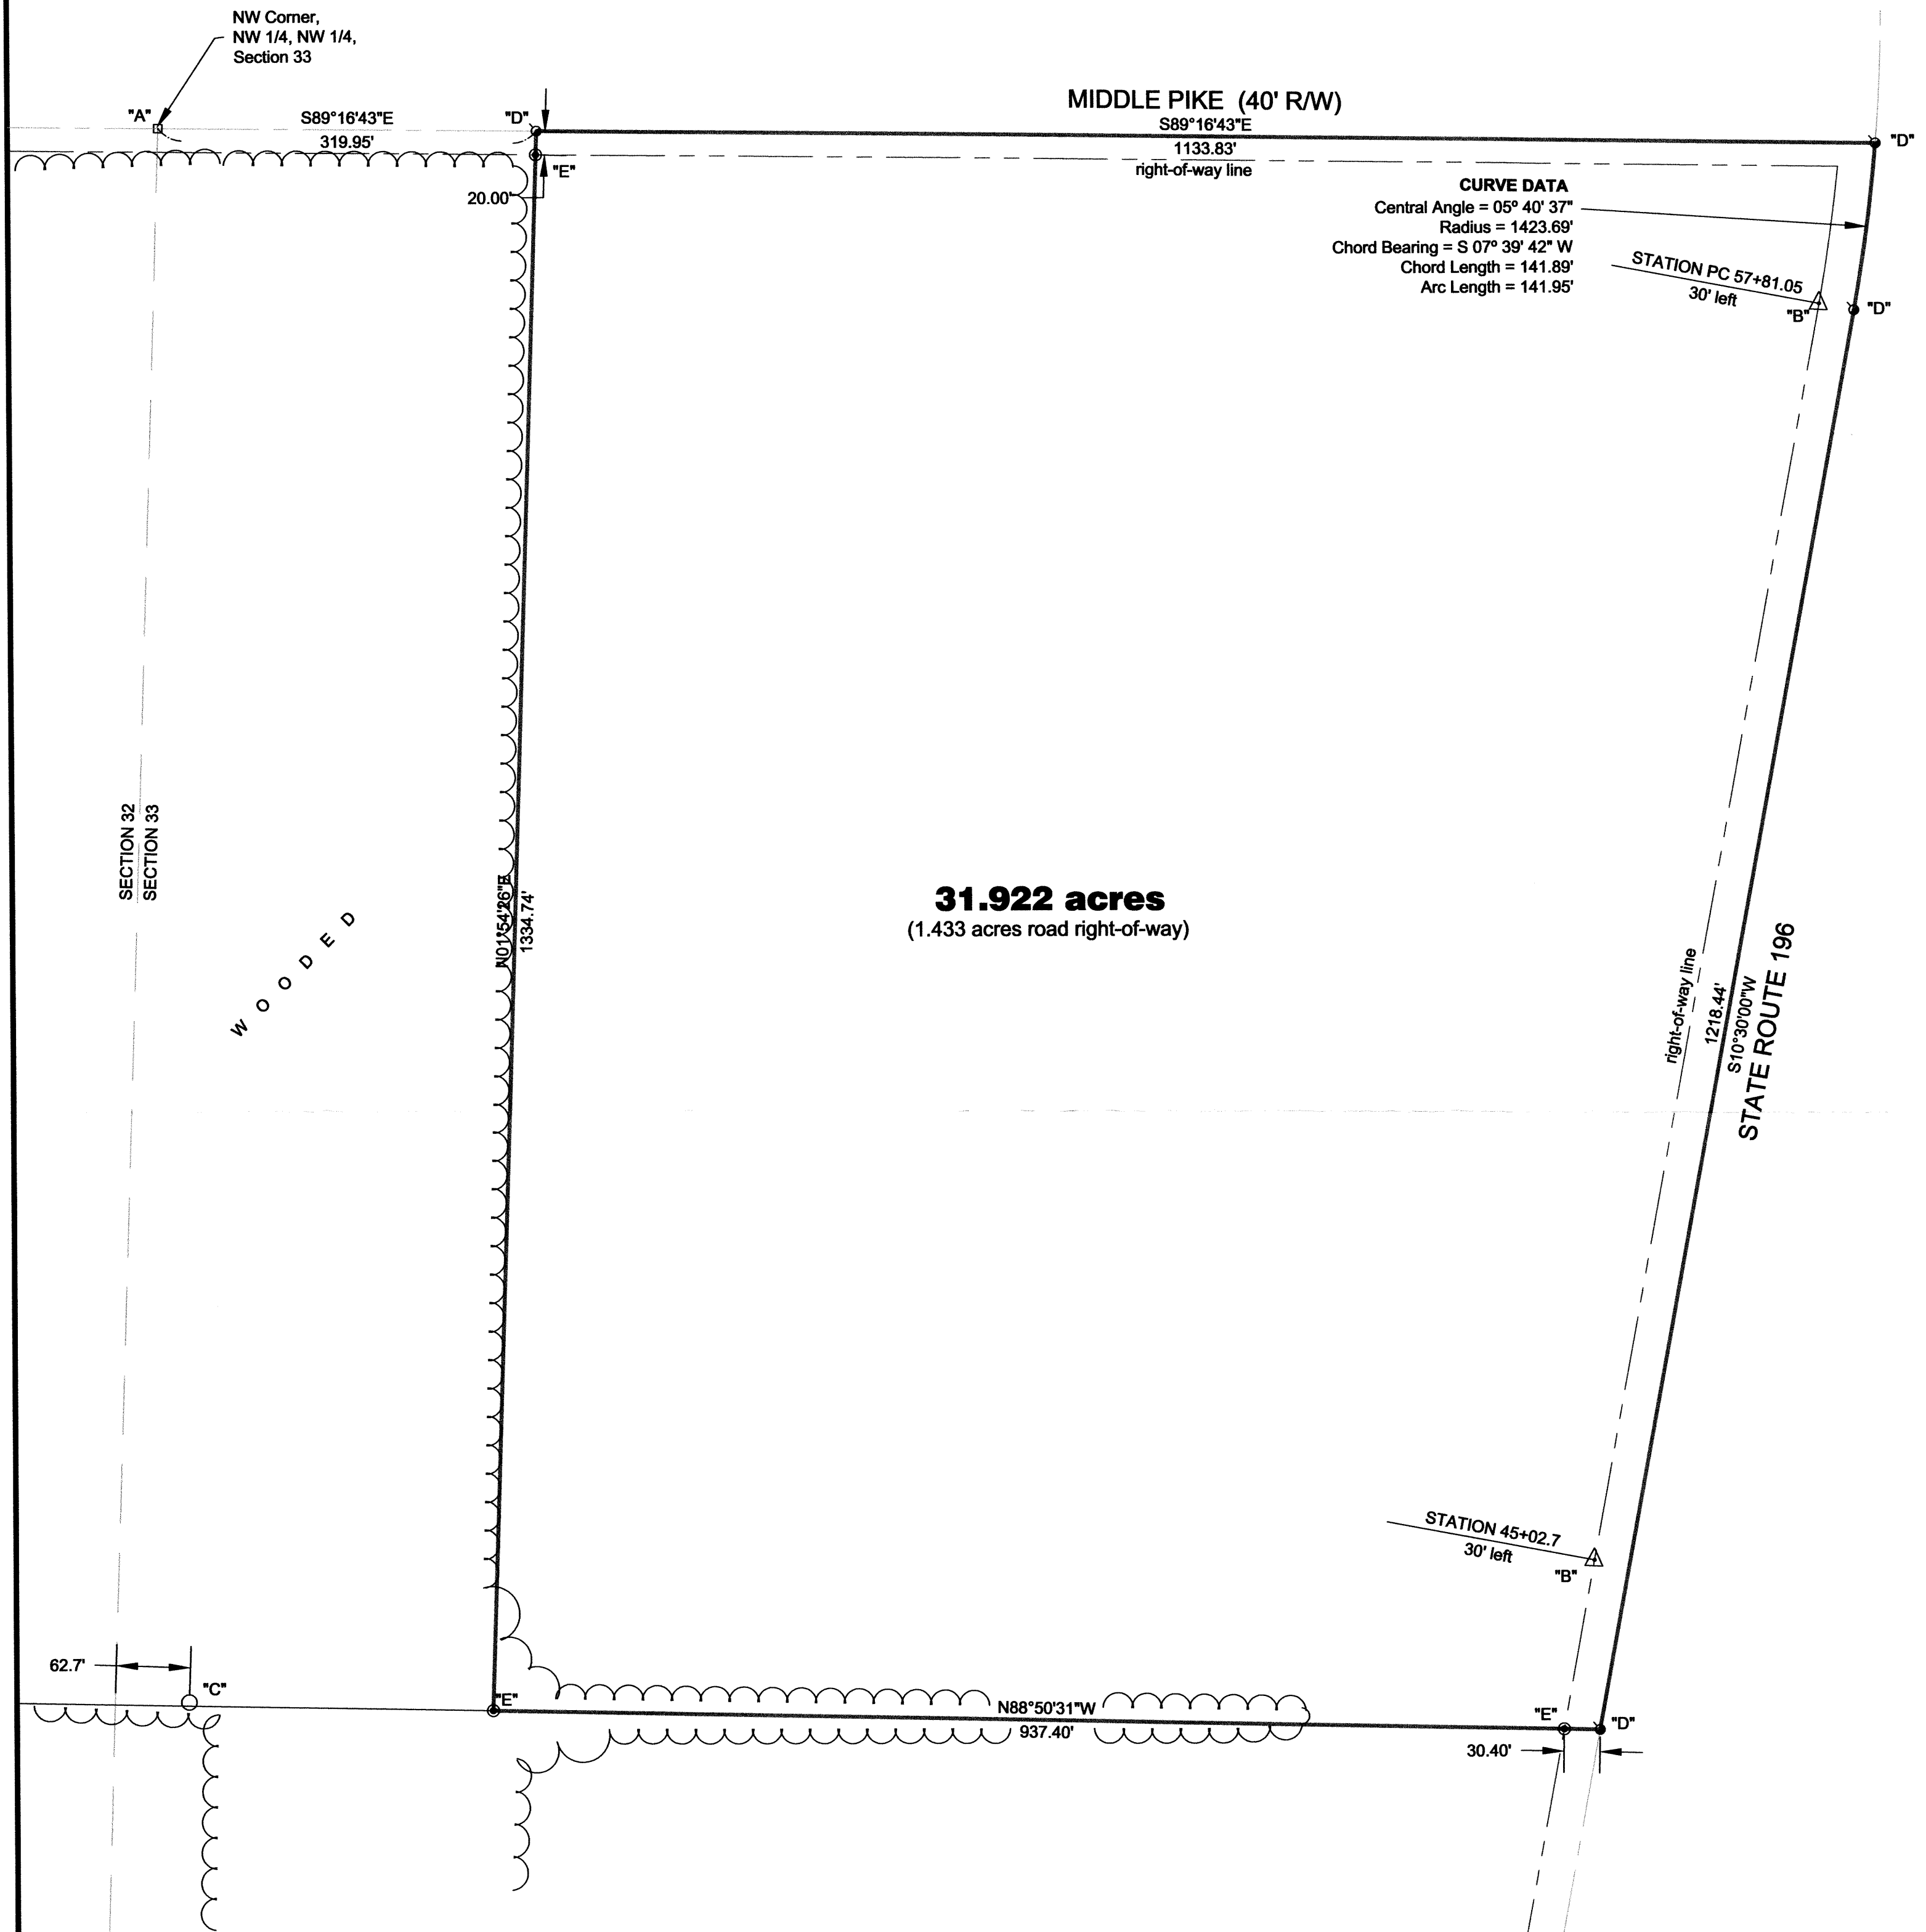 NW Corner,
NW 1/4, NW 1/4,
Section 33
"A"
S89°16'43"E
319.95'
"D"
MIDDLE PIKE (40' R/W)
S89°16'43"E
1133.83'
right-of-way line
"D"
"E"
20.00'
CURVE DATA
Central Angle = 05º 40' 37"
Radius = 1423.69'
Chord Bearing = S 07º 39' 42" W
Chord Length = 141.89'
Arc Length = 141.95'
STATION PC 57+81.05
30' left
"B"
"D"
SECTION 32
SECTION 33
WOODED
N01°54'26"E
1334.74'
31.922 acres
(1.433 acres road right-of-way)
right-of-way line
1218.44'
S10°30'00"W
STATE ROUTE 196
STATION 45+02.7
30' left
"B"
62.7'
"C"
"E"
N88°50'31"W
937.40'
"E"
"D"
30.40'